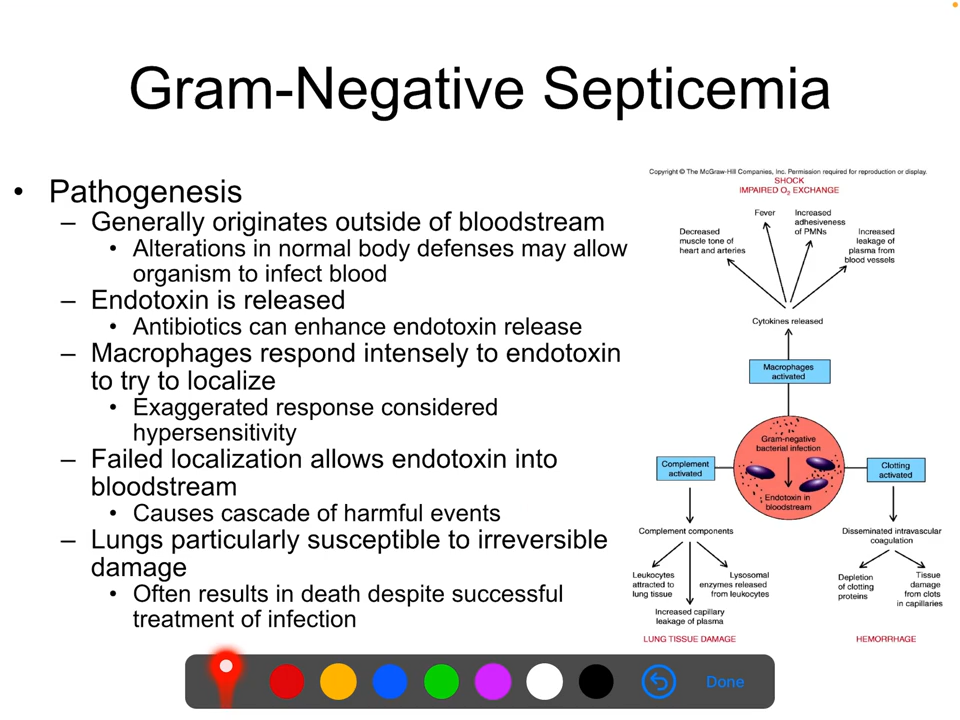 Gram-Negative Septicemia
• Pathogenesis
– Generally originates outside of bloodstream
• Alterations in normal body defenses may allow
organism to infect blood
– Endotoxin is released
• Antibiotics can enhance endotoxin release
– Macrophages respond intensely to endotoxin
to try to localize
• Exaggerated response considered
hypersensitivity
– Failed localization allows endotoxin into
bloodstream
• Causes cascade of harmful events
– Lungs particularly susceptible to irreversible
damage
• Often results in death despite successful
treatment of infection
Copyright © The McGraw-Hill Companies, Inc. Permission required for reproduction or display.
SHOCK
IMPAIRED O₂ EXCHANGE
Decreased
muscle tone of
heart and arteries
Fever
Increased
adhesiveness
of PMNs
Increased
leakage of
plasma from
blood vessels
Cytokines released
Macrophages
activated
Gram-negative
bacterial infection
Endotoxin in
bloodstream
Complement
activated
Clotting
activated
Complement components
Leukocytes
attracted to
lung tissue
Increased capillary
leakage of plasma
Lysosomal
enzymes released
from leukocytes
LUNG TISSUE DAMAGE
Disseminated intravascular
coagulation
Depletion
of clotting
proteins
Tissue
damage
from clots
in capillaries
HEMORRHAGE
Done